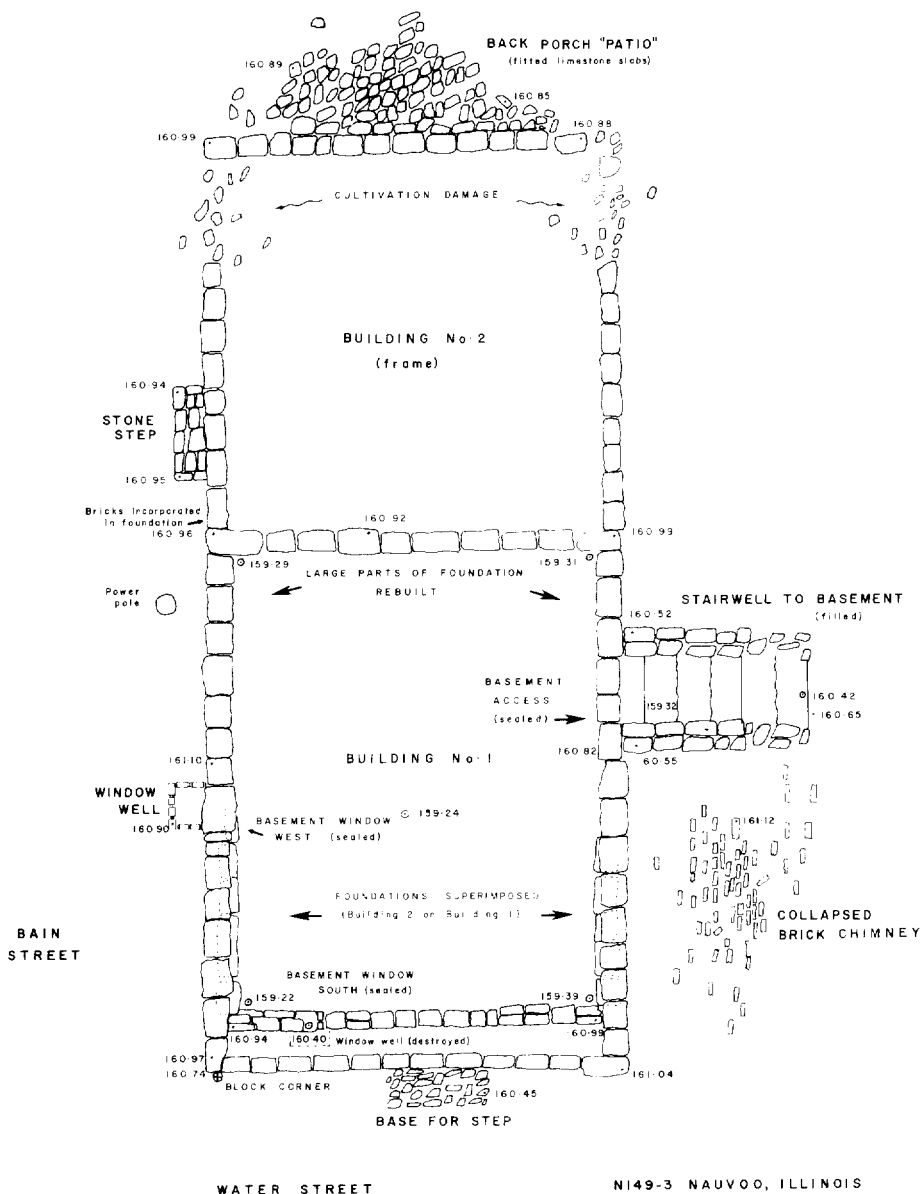 BACK PORCH "PATIO"
(fitted limestone slabs)
160·89
160·85
160·99
160·88
CULTIVATION DAMAGE
BUILDING No·2
(frame)
160·94
STONE
STEP
160·95
Bricks incorporated
in foundation
160·96
160·92
160·99
159·29
159·31
LARGE PARTS OF FOUNDATION
REBUILT
Power
pole
STAIRWELL TO BASEMENT
(filled)
160·52
BASEMENT
ACCESS
(sealed)
159·32
160·42
160·65
160·82
60·55
161·10
BUILDING No·1
WINDOW
WELL
160·90
BASEMENT WINDOW
WEST (sealed)
159·24
161·12
FOUNDATIONS SUPERIMPOSED
(Building 2 on Building 1)
COLLAPSED
BRICK CHIMNEY
BAIN
STREET
BASEMENT WINDOW
SOUTH (sealed)
159·22
159·39
160·94
160·40
Window well (destroyed)
60·99
160·97
160·74
BLOCK CORNER
161·04
160·45
BASE FOR STEP
WATER STREET
N149-3 NAUVOO, ILLINOIS